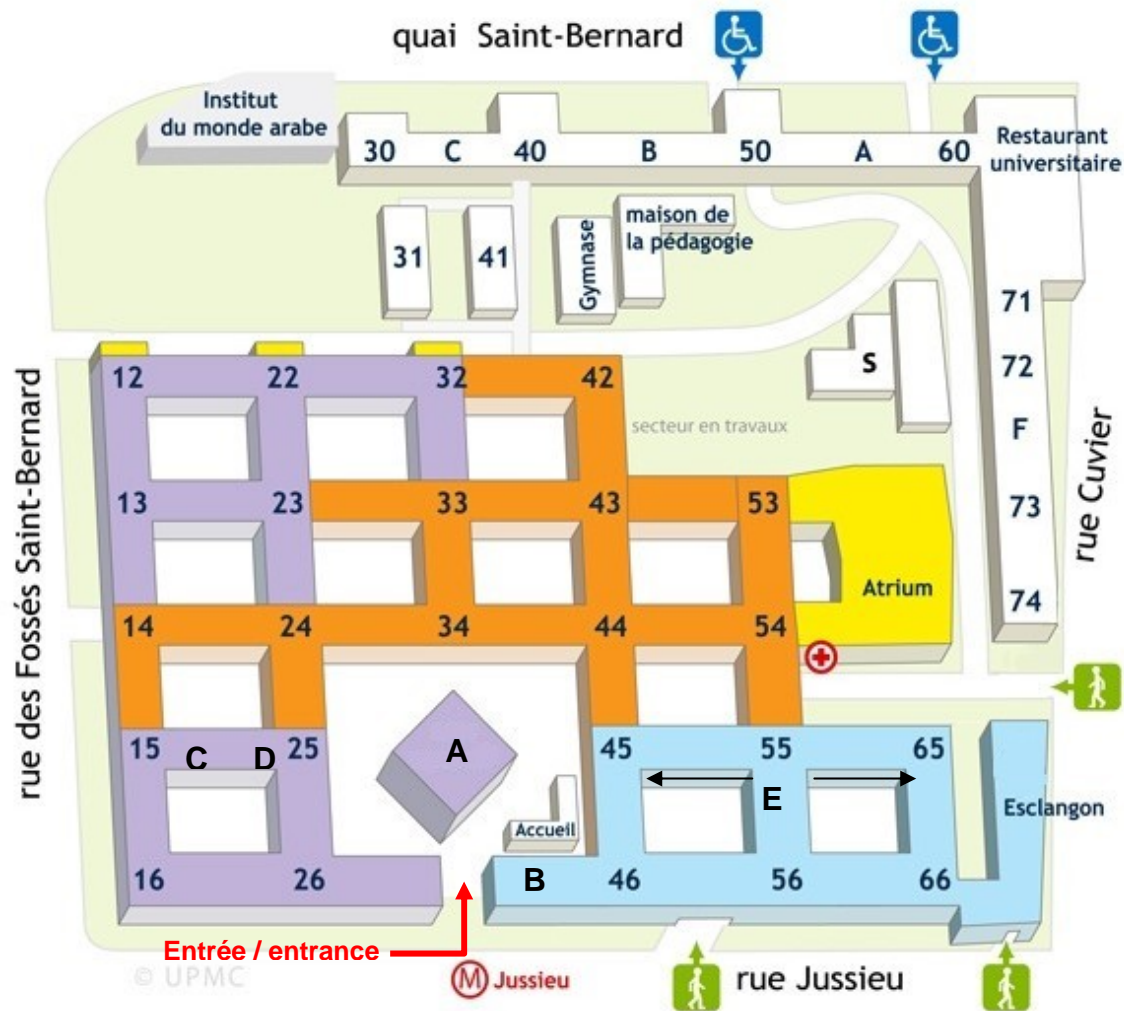 quai Saint-Bernard
Institut
du monde arabe
30 C 40 B 50 A 60
Restaurant
universitaire
maison de
la pédagogie
Gymnase
31 41
71
S
72
12 22 32 42
secteur en travaux
F
rue des Fossés Saint-Bernard
rue Cuvier
13 23 33 43 53
73
Atrium
74
14 24 34 44 54
15 C D 25 A 45 55 65
E
Esclangon
Accueil
16 26 B 46 56 66
Entrée / entrance
© UPMC
M Jussieu
rue Jussieu